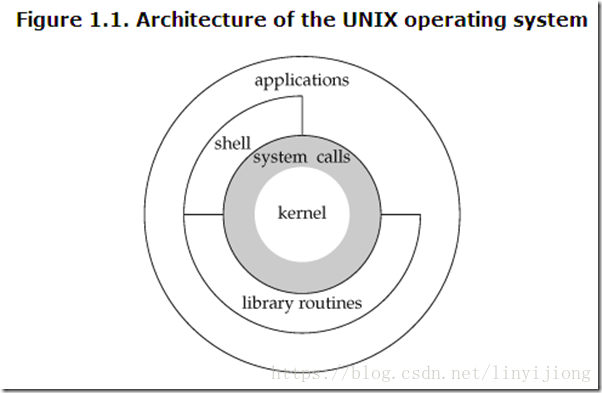 Figure 1.1. Architecture of the UNIX operating system
applications
shell
system calls
kernel
library routines
https://blog.csdn.net/linyijiong